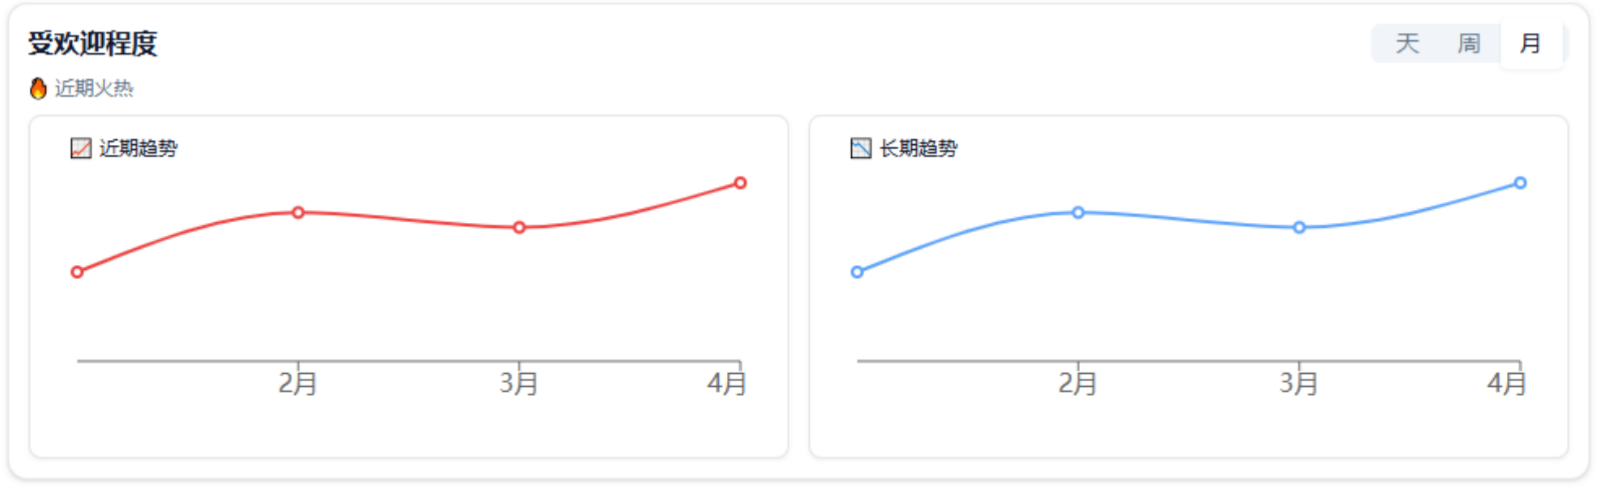 受欢迎程度
天 周 月
🔥 近期火热
📈 近期趋势
2月 3月 4月
📉 长期趋势
2月 3月 4月